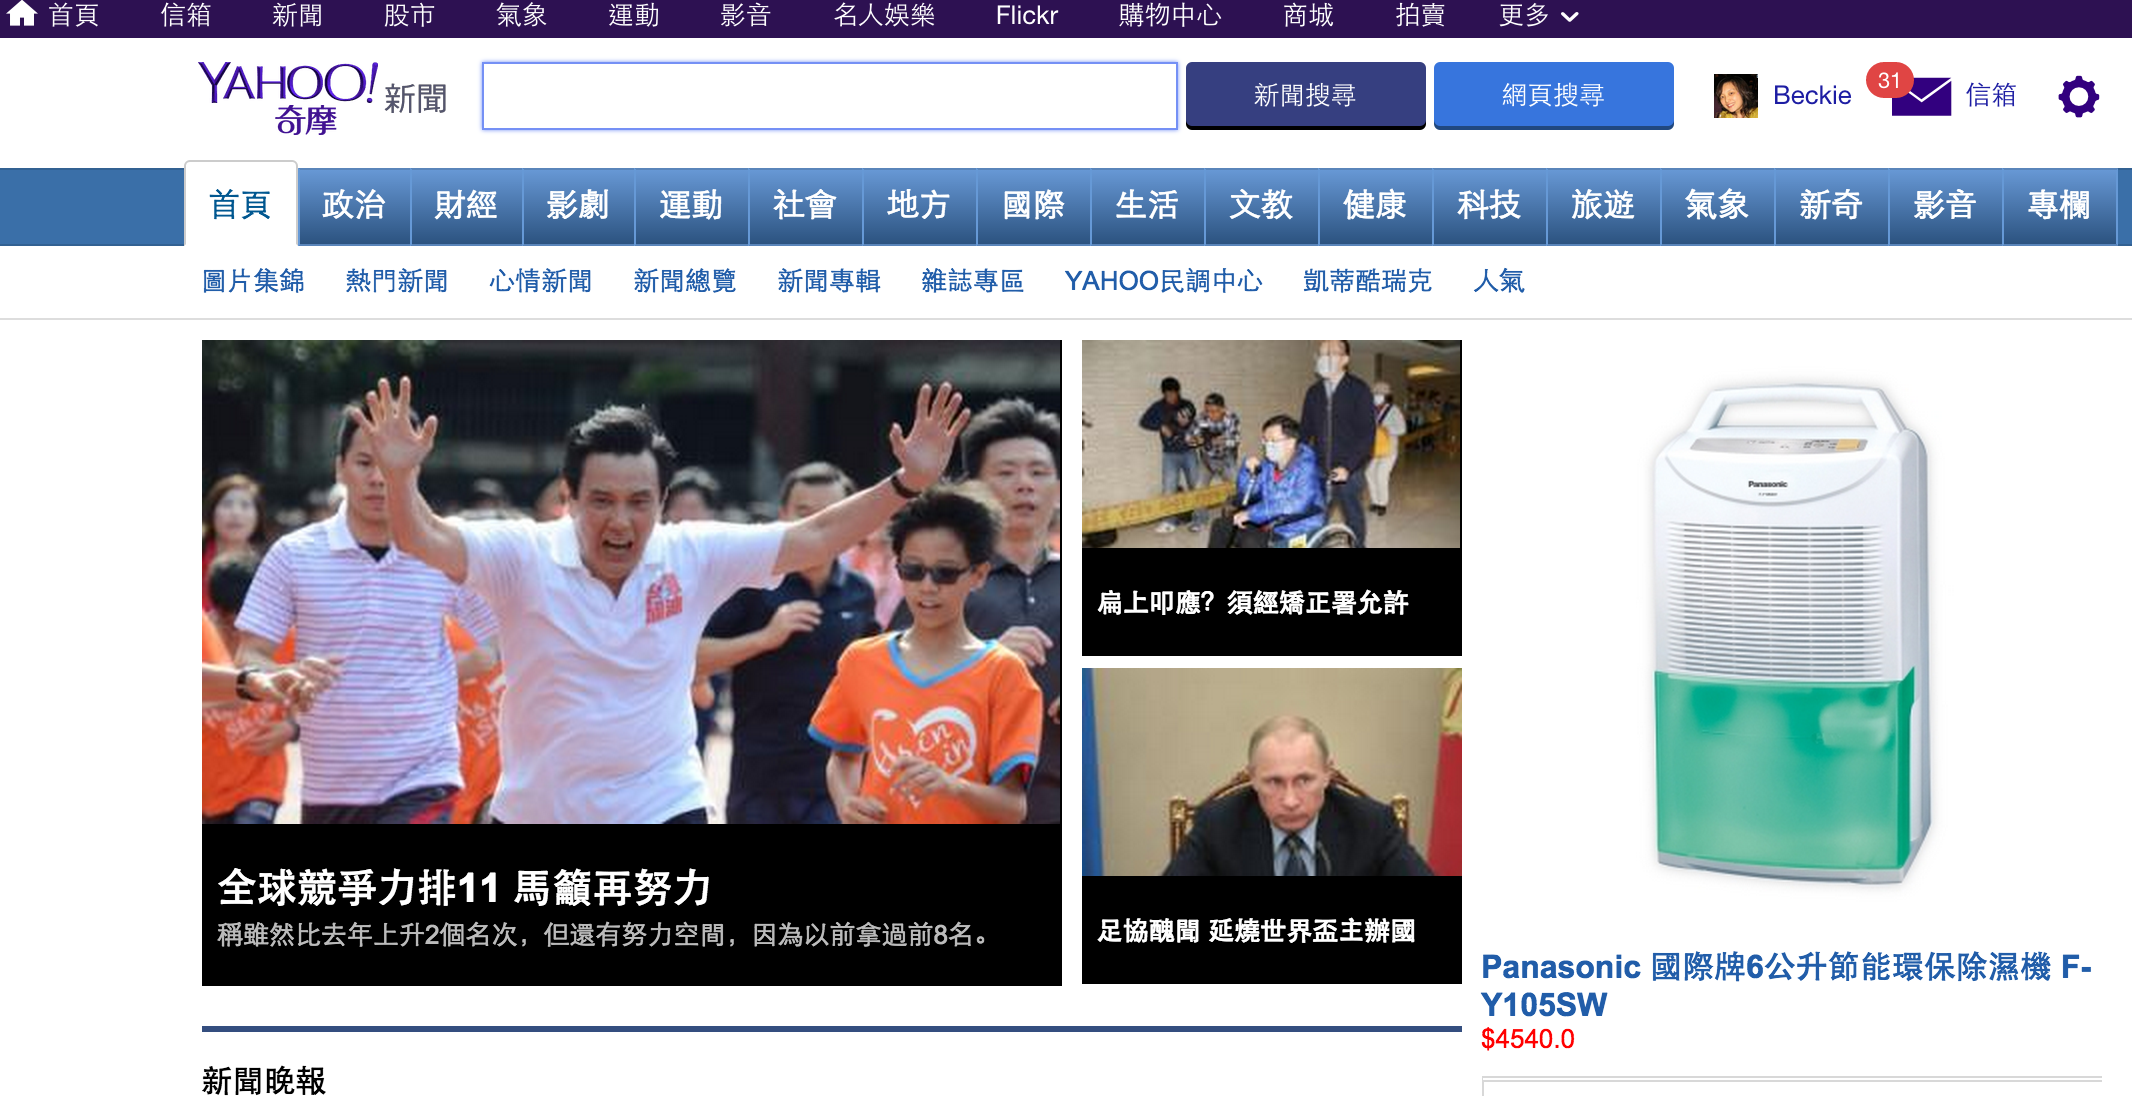 首頁 信箱 新聞 股市 氣象 運動 影音 名人娛樂 Flickr 購物中心 商城 拍賣 更多
YAHOO! 奇摩 新聞
新聞搜尋 網頁搜尋 Beckie 31 信箱
首頁 政治 財經 影劇 運動 社會 地方 國際 生活 文教 健康 科技 旅遊 氣象 新奇 影音 專欄
圖片集錦 熱門新聞 心情新聞 新聞總覽 新聞專輯 雜誌專區 YAHOO民調中心 凱蒂酷瑞克 人氣
全球競爭力排11 馬籲再努力
稱雖然比去年上升2個名次，但還有努力空間，因為以前拿過前8名。
扁上叩應？須經矯正署允許
足協醜聞 延燒世界盃主辦國
Panasonic
Panasonic 國際牌6公升節能環保除濕機 F-
Y105SW
$4540.0
新聞晚報